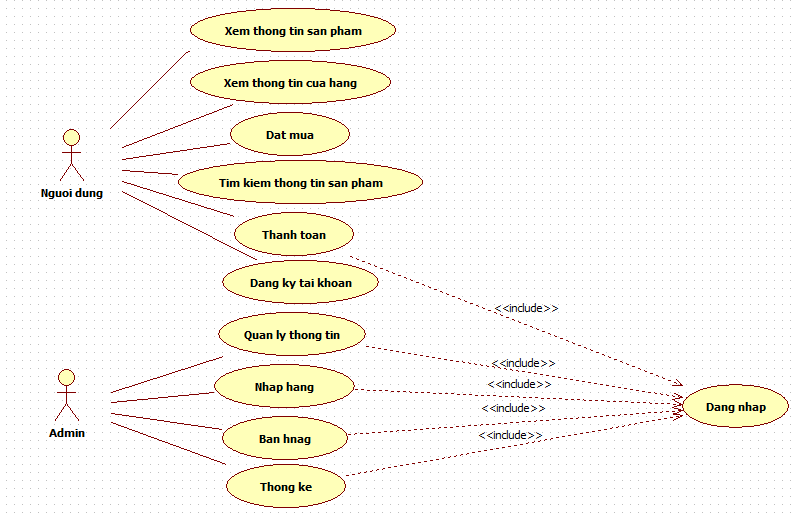 Xem thong tin san pham
Xem thong tin cua hang
Dat mua
Tim kiem thong tin san pham
Nguoi dung
Thanh toan
Dang ky tai khoan
<<include>>
Quan ly thong tin
<<include>>
Nhap hang
<<include>>
Dang nhap
<<include>>
Admin
Ban hnag
<<include>>
Thong ke